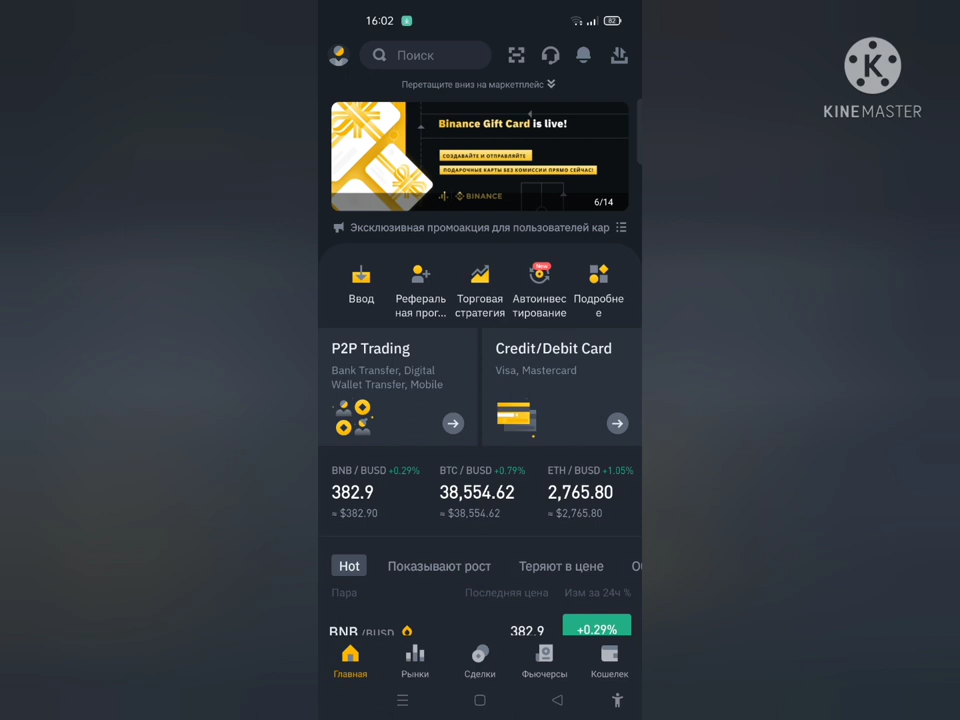 16:02
82
Поиск
Перетащите вниз на маркетплейс
Binance Gift Card is live!
СОЗДАВАЙТЕ И ОТПРАВЛЯЙТЕ
ПОДАРОЧНЫЕ КАРТЫ БЕЗ КОМИССИИ ПРЯМО СЕЙЧАС!
BINANCE
6/14
Эксклюзивная промоакция для пользователей кар
New
Ввод
Рефераль
ная прог...
Торговая
стратегия
Автоинвес
тирование
Подробне
е
P2P Trading
Bank Transfer, Digital
Wallet Transfer, Mobile
Credit/Debit Card
Visa, Mastercard
BNB / BUSD +0.29%
382.9
≈ $382.90
BTC / BUSD +0.79%
38,554.62
≈ $38,554.62
ETH / BUSD +1.05%
2,765.80
≈ $2,765.80
Hot Показывают рост Теряют в цене
Пара Последняя цена Изм за 24ч %
BNB /BUSD 382.9 +0.29%
Главная Рынки Сделки Фьючерсы Кошелек
K
KINEMASTER